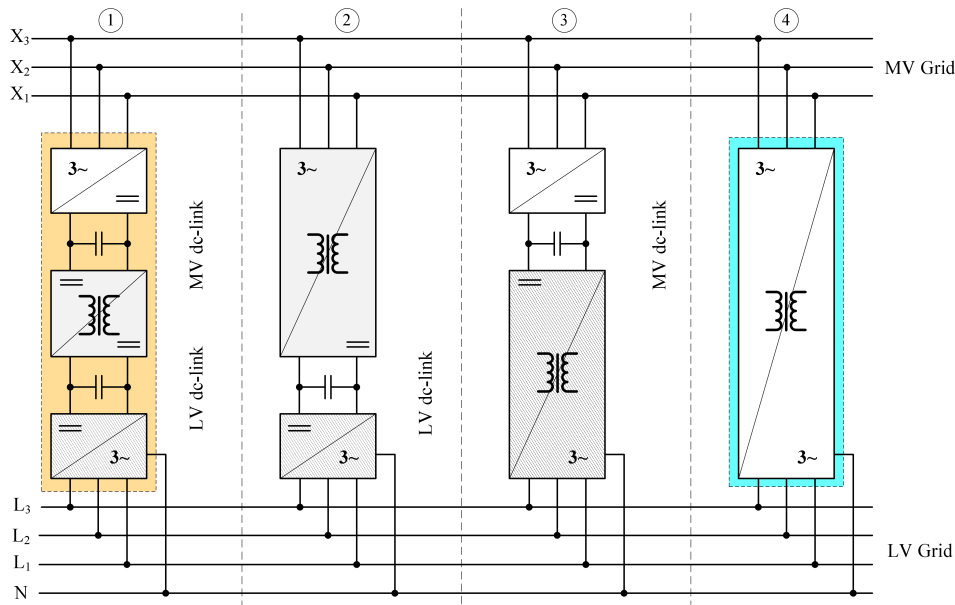 1 2 3 4
X3
X2 MV Grid
X1
3~ 3~ 3~ 3~
MV dc-link
MV dc-link
LV dc-link
LV dc-link
3~ 3~ 3~ 3~
L3
L2
L1 LV Grid
N